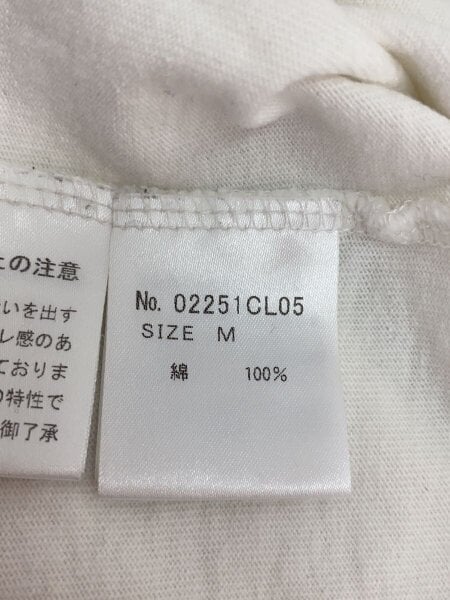 上の注意
いを出す
レ感のあ
ておりま
の特性で
御了承
No. 02251CL05
SIZE M
綿 100%